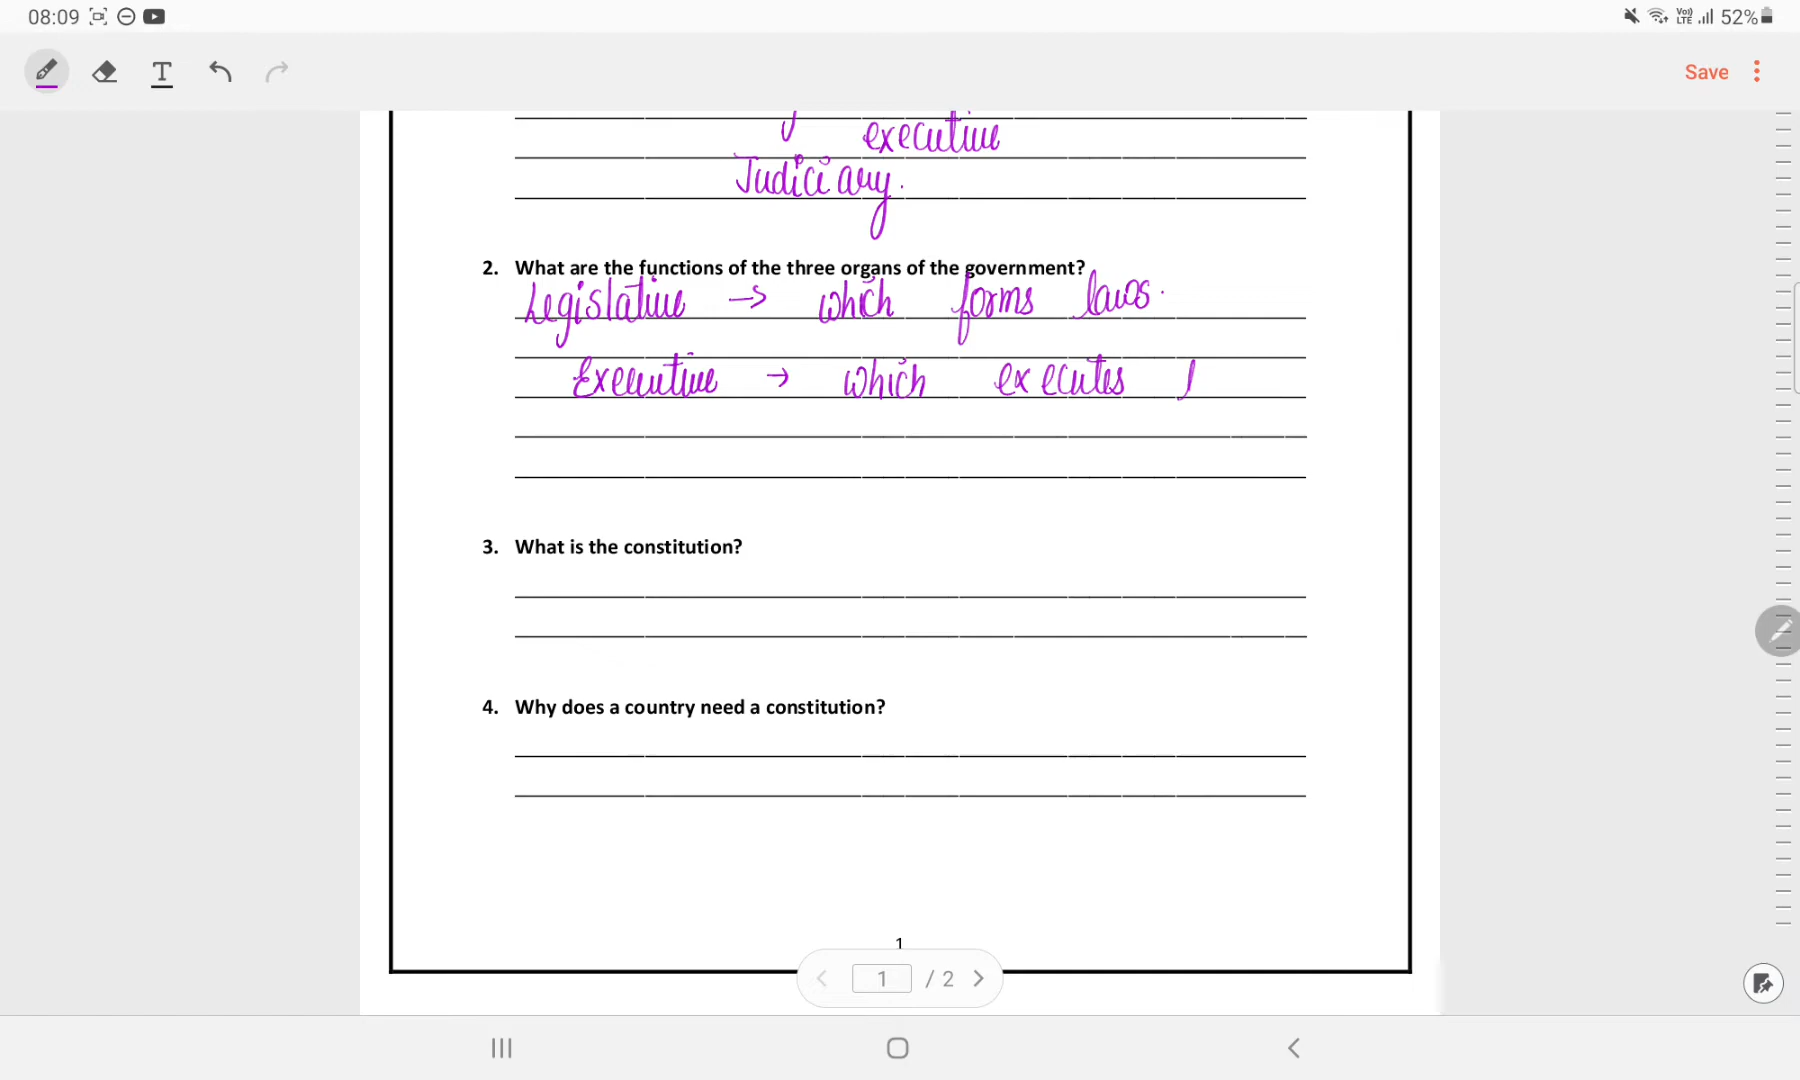 08:09 Vo)) LTE 52%
T Save
executive
Judiciary.
2. What are the functions of the three organs of the government?
Legislative → which forms laws.
Executive → which executes
3. What is the constitution?
4. Why does a country need a constitution?
1
1 / 2